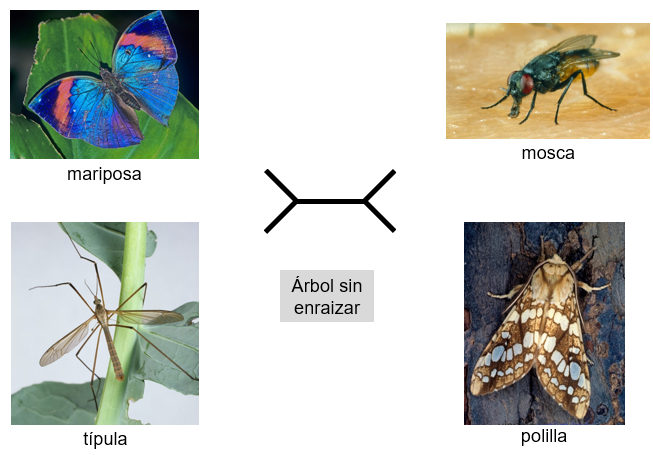 mariposa
mosca
Árbol sin
enraizar
típula
polilla